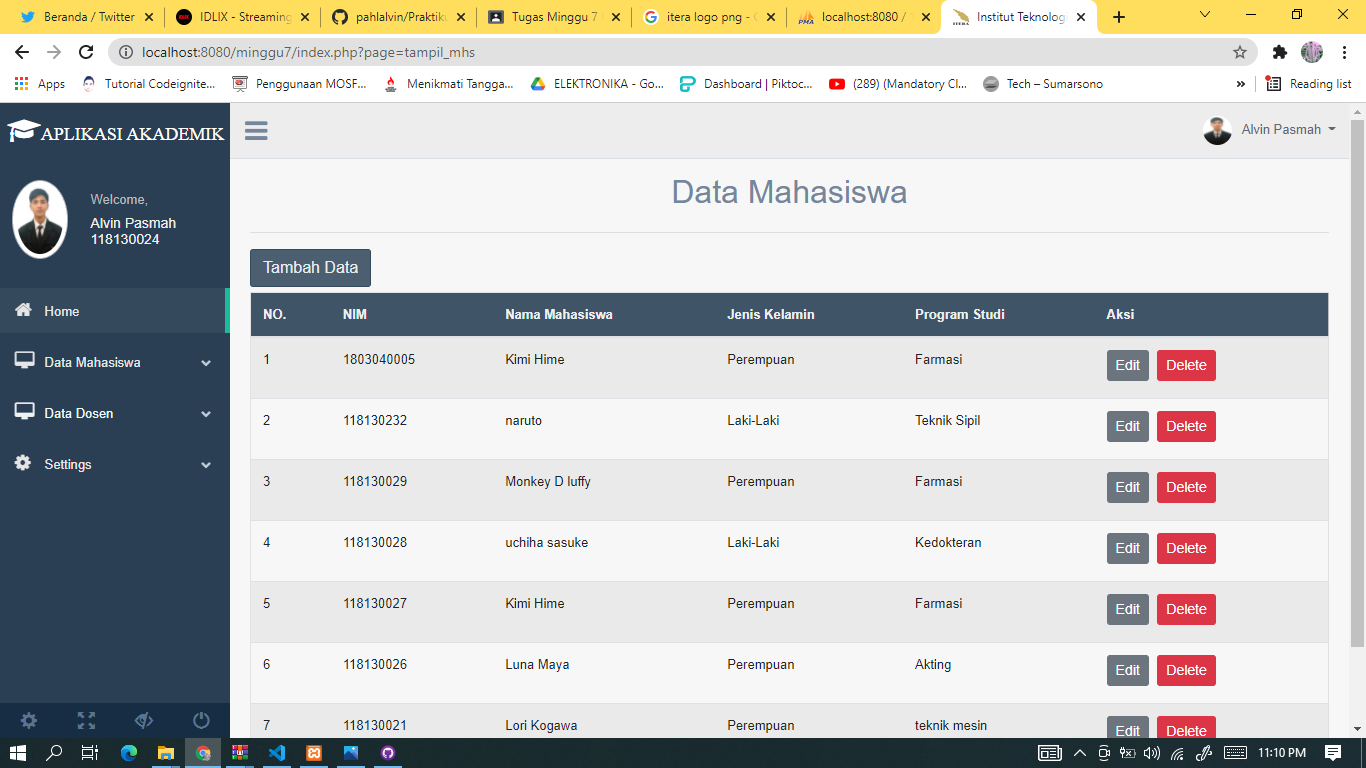 Beranda / Twitter
IDLIX - Streaming
pahlalvin/Praktiku
Tugas Minggu 7
itera logo png - G
localhost:8080 /
Institut Teknolog
localhost:8080/minggu7/index.php?page=tampil_mhs
Apps
Tutorial Codeignite...
Penggunaan MOSF...
Menikmati Tangga...
ELEKTRONIKA - Go...
Dashboard | Piktoc...
(289) (Mandatory Cl...
Tech – Sumarsono
»
Reading list
APLIKASI AKADEMIK
Alvin Pasmah
Welcome,
Alvin Pasmah
118130024
Home
Data Mahasiswa
Data Dosen
Settings
Data Mahasiswa
Tambah Data
NO. NIM Nama Mahasiswa Jenis Kelamin Program Studi Aksi
1 1803040005 Kimi Hime Perempuan Farmasi Edit Delete
2 118130232 naruto Laki-Laki Teknik Sipil Edit Delete
3 118130029 Monkey D luffy Perempuan Farmasi Edit Delete
4 118130028 uchiha sasuke Laki-Laki Kedokteran Edit Delete
5 118130027 Kimi Hime Perempuan Farmasi Edit Delete
6 118130026 Luna Maya Perempuan Akting Edit Delete
7 118130021 Lori Kogawa Perempuan teknik mesin Edit Delete
11:10 PM